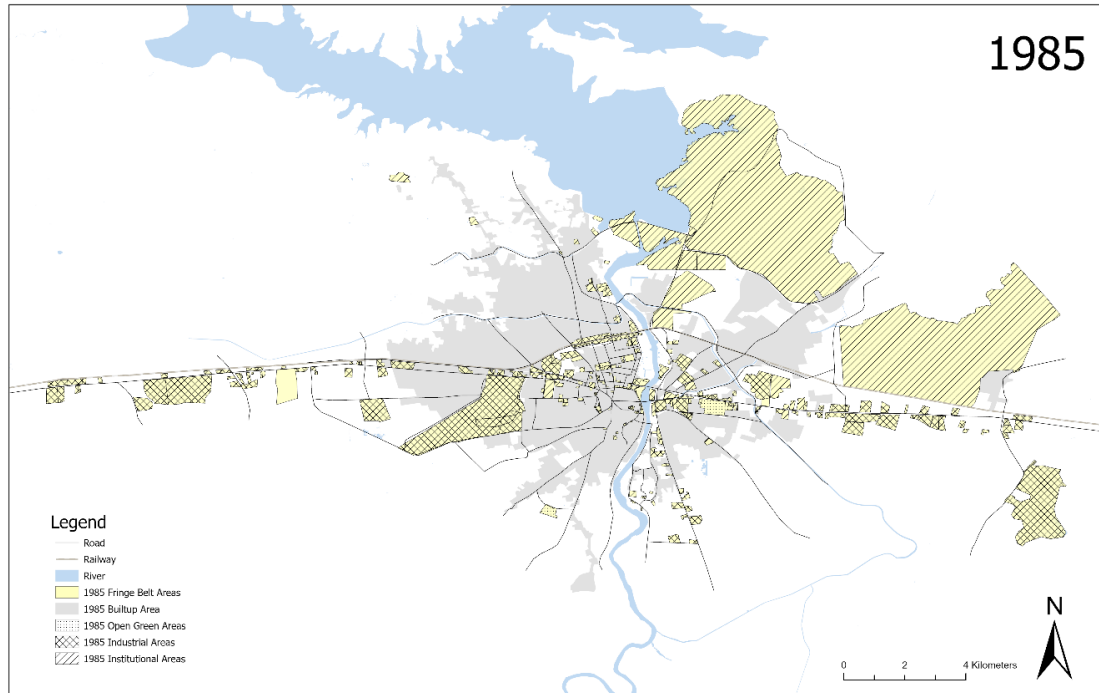 1985
Legend
Road
Railway
River
1985 Fringe Belt Areas
1985 Builtup Area
1985 Open Green Areas
1985 Industrial Areas
1985 Institutional Areas
N
0 2 4 Kilometers